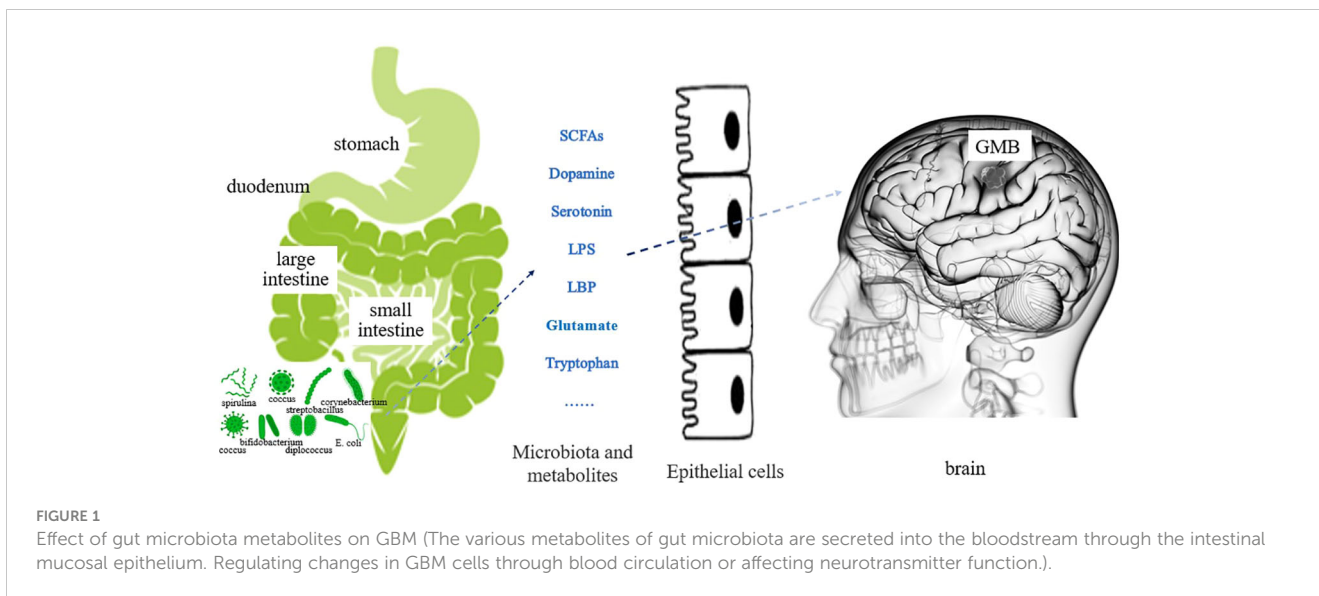 stomach
duodenum
large
intestine
small
intestine
spirulina
coccus
streptobacillus
corynebacterium
coccus
bifidobacterium
diplococcus
E. coli
SCFAs
Dopamine
Serotonin
LPS
LBP
Glutamate
Tryptophan
......
Microbiota and
metabolites
Epithelial cells
GMB
brain
FIGURE 1
Effect of gut microbiota metabolites on GBM (The various metabolites of gut microbiota are secreted into the bloodstream through the intestinal
mucosal epithelium. Regulating changes in GBM cells through blood circulation or affecting neurotransmitter function.).